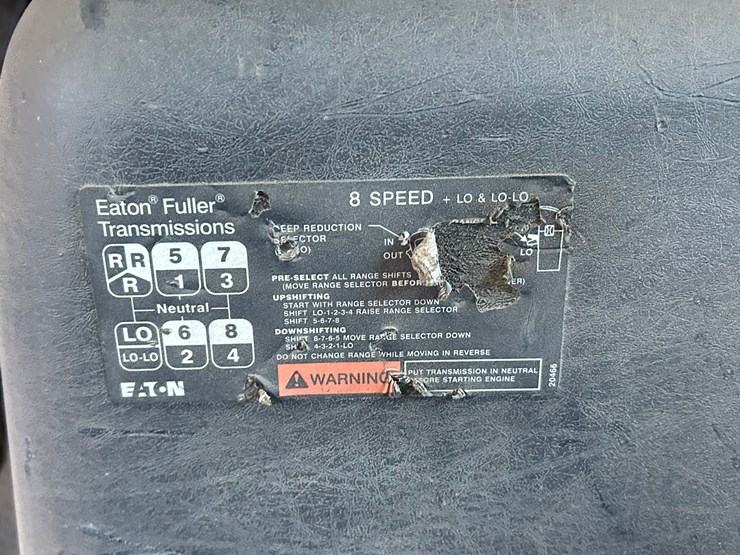 Eaton® Fuller® Transmissions
8 SPEED + LO & LO-LO
EEP REDUCTION
IN
OUT
LO
R R 5 7
R 1 3
Neutral
LO 6 8
LO-LO 2 4
PRE-SELECT ALL RANGE SHIFTS
(MOVE RANGE SELECTOR BEFOR ER)
UPSHIFTING
START WITH RANGE SELECTOR DOWN
SHIFT LO-1-2-3-4 RAISE RANGE SELECTOR
SHIFT 5-6-7-8
DOWNSHIFTING
8-7-6-5 MOVE RANGE SELECTOR DOWN
4-3-2-1-LO
DO NOT CHANGE RANGE WHILE MOVING IN REVERSE
EATON
WARNING
PUT TRANSMISSION IN NEUTRAL
STARTING ENGINE
20466